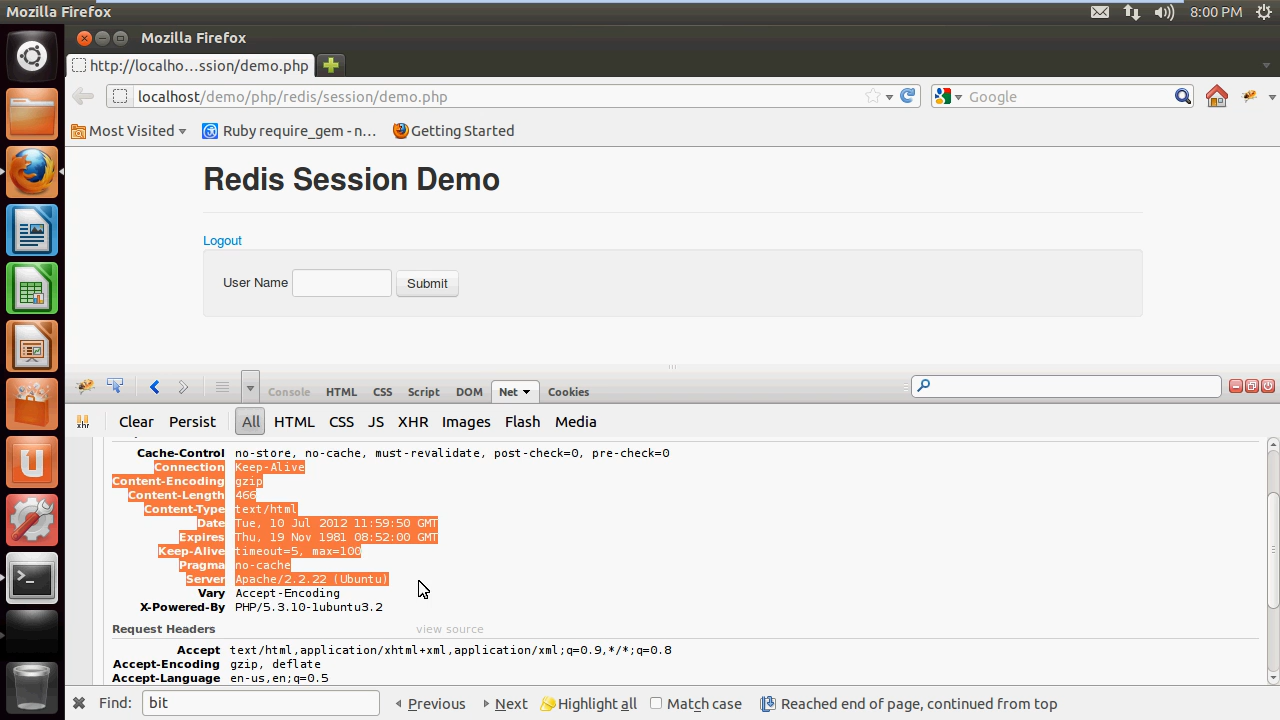 Mozilla Firefox 8:00 PM
Mozilla Firefox
http://localho...ssion/demo.php
localhost/demo/php/redis/session/demo.php Google
Most Visited Ruby require_gem - n... Getting Started
Redis Session Demo
Logout
User Name Submit
Console HTML CSS Script DOM Net Cookies
xhr Clear Persist All HTML CSS JS XHR Images Flash Media
Cache-Control no-store, no-cache, must-revalidate, post-check=0, pre-check=0
Connection Keep-Alive
Content-Encoding gzip
Content-Length 466
Content-Type text/html
Date Tue, 10 Jul 2012 11:59:50 GMT
Expires Thu, 19 Nov 1981 08:52:00 GMT
Keep-Alive timeout=5, max=100
Pragma no-cache
Server Apache/2.2.22 (Ubuntu)
Vary Accept-Encoding
X-Powered-By PHP/5.3.10-1ubuntu3.2
Request Headers view source
Accept text/html,application/xhtml+xml,application/xml;q=0.9,*/*;q=0.8
Accept-Encoding gzip, deflate
Accept-Language en-us,en;q=0.5
Find: bit Previous Next Highlight all Match case Reached end of page, continued from top